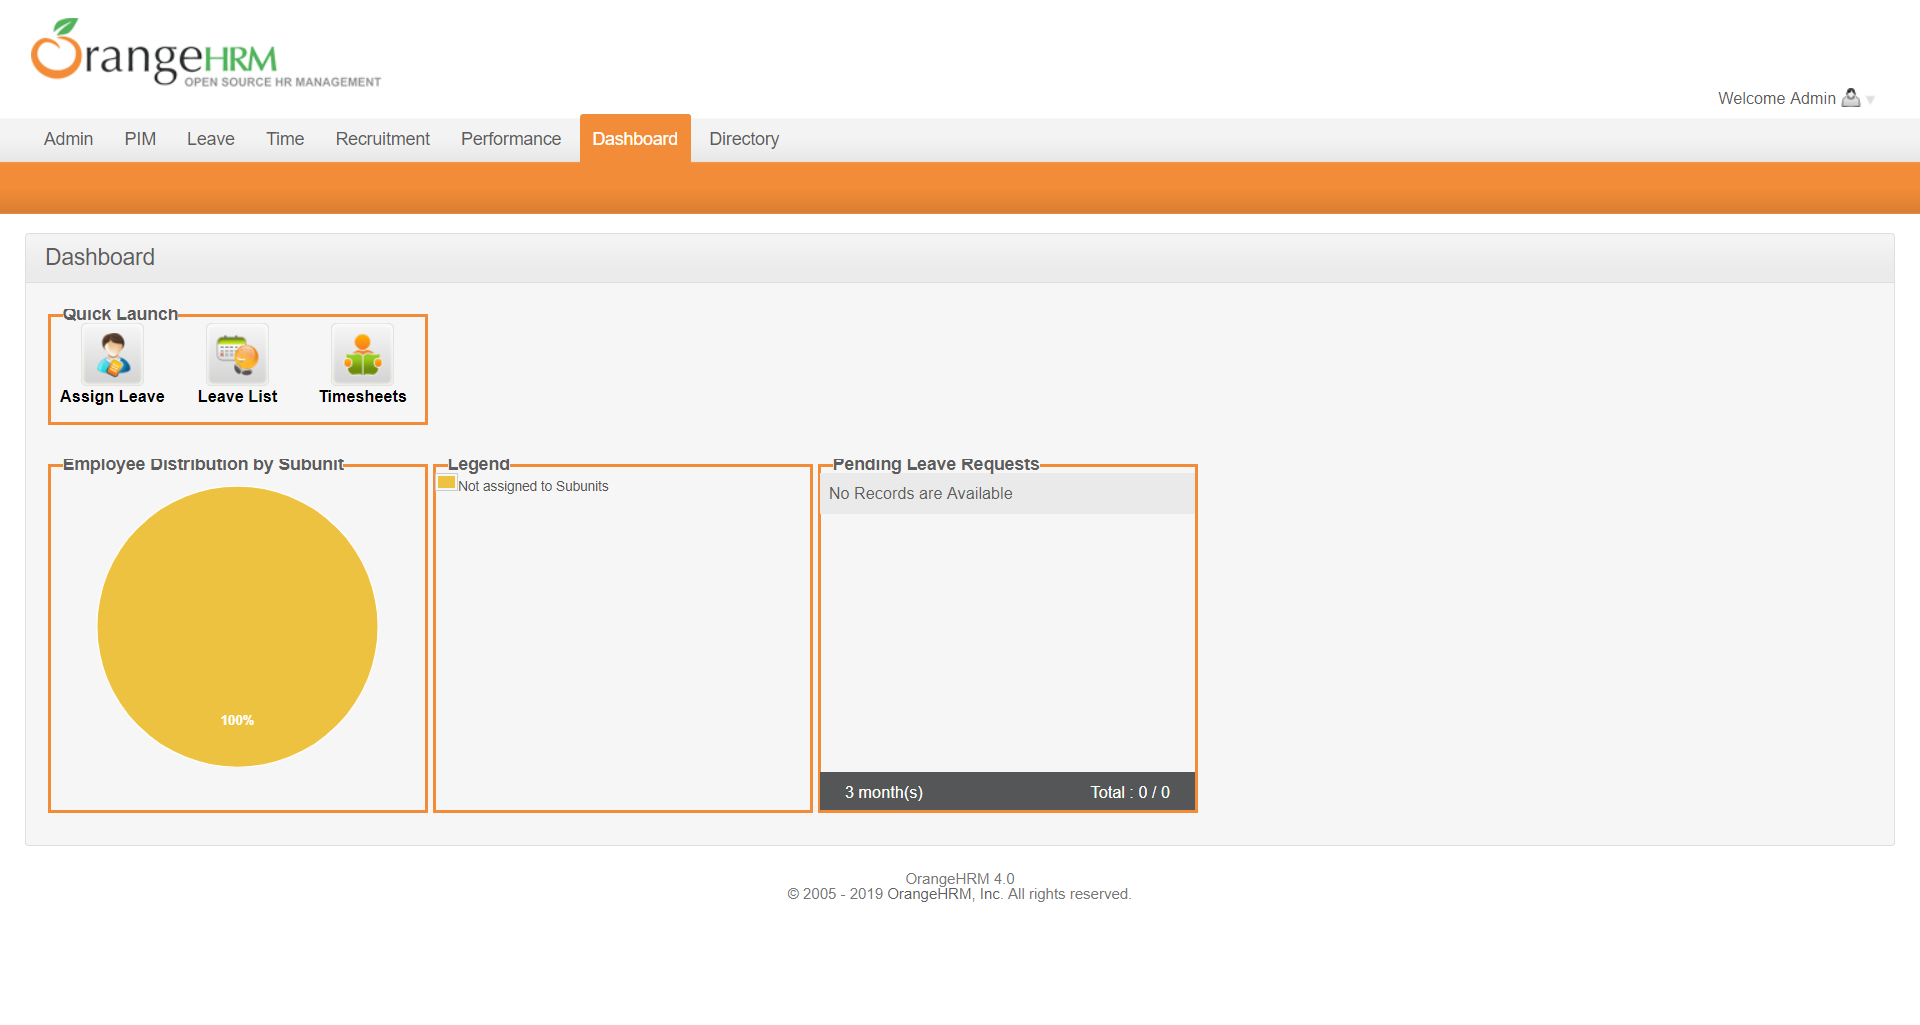 OrangeHRM
OPEN SOURCE HR MANAGEMENT
Welcome Admin
Admin PIM Leave Time Recruitment Performance Dashboard Directory
Dashboard
Quick Launch
Assign Leave Leave List Timesheets
Employee Distribution by Subunit
100%
Legend
Not assigned to Subunits
Pending Leave Requests
No Records are Available
3 month(s) Total : 0 / 0
OrangeHRM 4.0
© 2005 - 2019 OrangeHRM, Inc. All rights reserved.